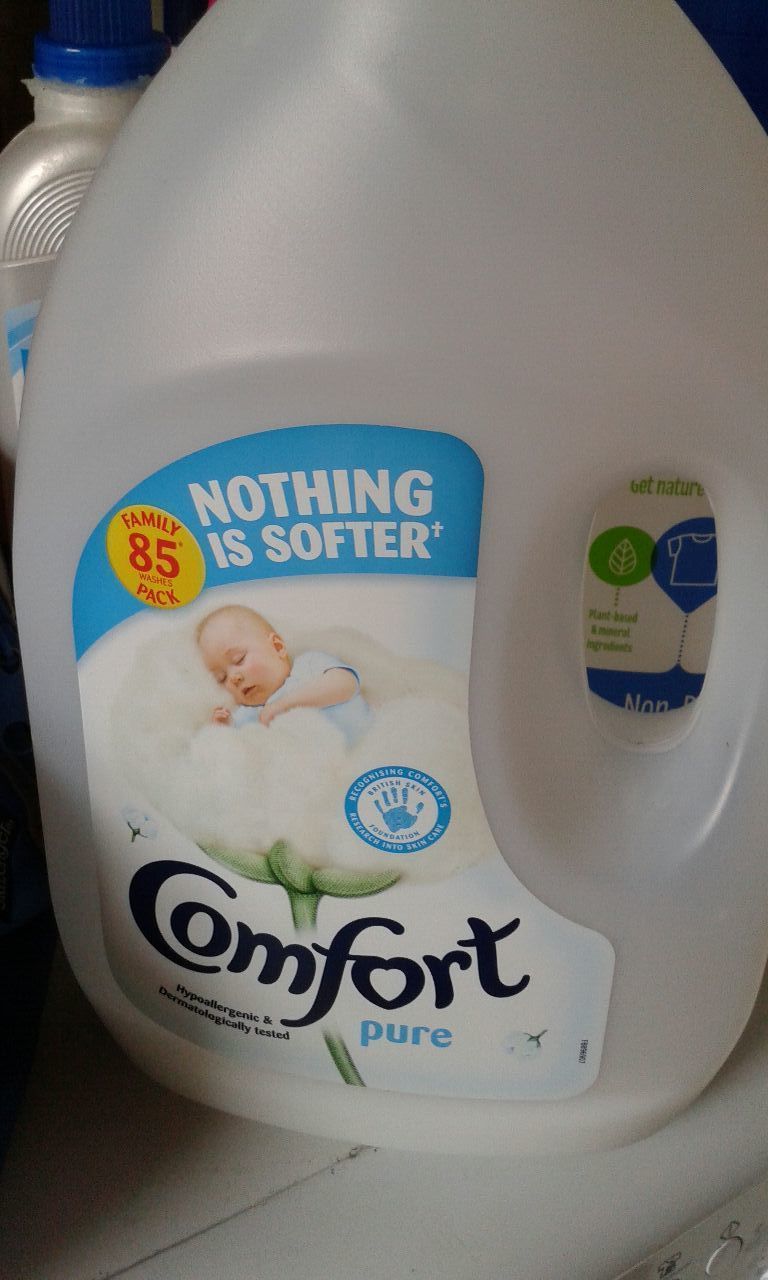 NOTHING
IS SOFTER†
FAMILY
85*
WASHES
PACK
RECOGNISING COMFORT'S
BRITISH SKIN
FOUNDATION
RESEARCH INTO SKIN CARE
Comfort
pure
Hypoallergenic &
Dermatologically tested
Get nature
Plant-based
& mineral
ingredients
Non